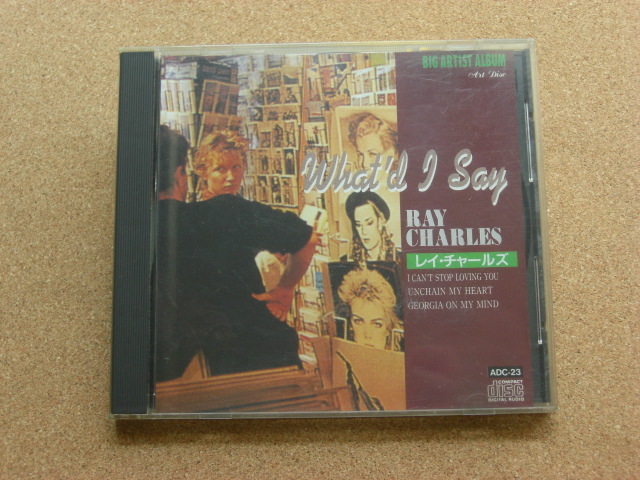 BIG ARTIST ALBUM
Art Disc
What'd I Say
RAY
CHARLES
レイ・チャールズ
I CAN'T STOP LOVING YOU
UNCHAIN MY HEART
GEORGIA ON MY MIND
ADC-23
COMPACT
disc
DIGITAL AUDIO